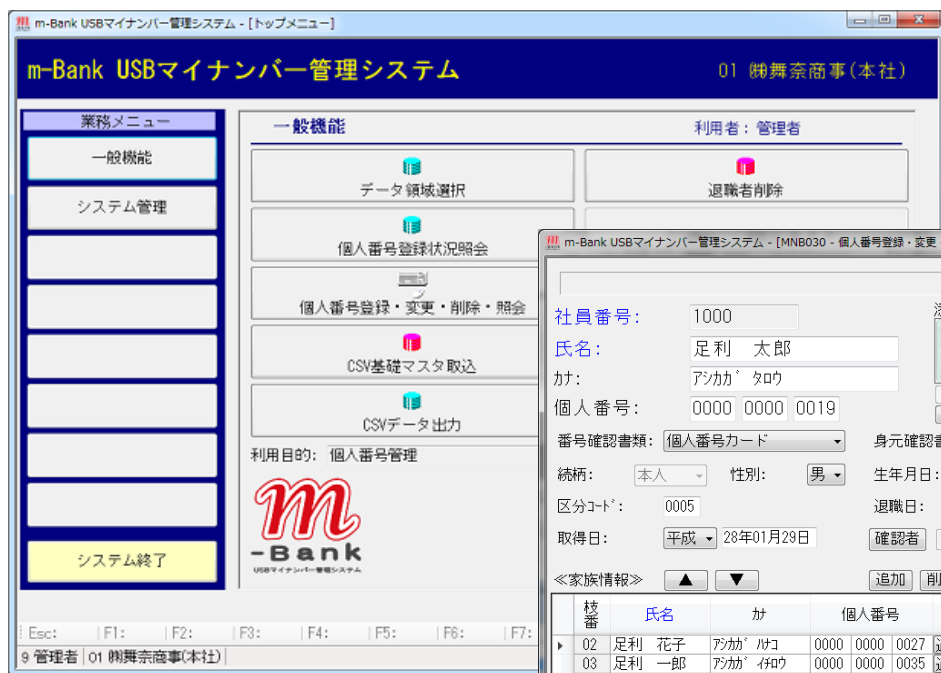 m-Bank USBマイナンバー管理システム - [トップメニュー]
m-Bank USBマイナンバー管理システム
01 ㈱舞奈商事(本社)
業務メニュー
一般機能
システム管理
システム終了
一般機能
利用者：管理者
データ領域選択
退職者削除
個人番号登録状況照会
個人番号登録・変更・削除・照会
CSV基礎マスタ取込
CSVデータ出力
利用目的: 個人番号管理
m
-Bank
USBマイナンバー管理システム
Esc: F1: F2: F3: F4: F5: F6: F7:
9 管理者 01 ㈱舞奈商事(本社)
m-Bank USBマイナンバー管理システム - [MNB030 - 個人番号登録・変更
社員番号: 1000
氏名: 足利 太郎
ｶﾅ: ｱｼｶｶﾞ ﾀﾛｳ
個人番号: 0000 0000 0019
番号確認書類: 個人番号カード 身元確認書
続柄: 本人 性別: 男 生年月日:
区分ｺｰﾄﾞ: 0005 退職日:
取得日: 平成 28年01月29日 確認者
≪家族情報≫ ▲ ▼ 追加 削
枝番 氏名 ｶﾅ 個人番号
02 足利 花子 ｱｼｶｶﾞ ﾊﾅｺ 0000 0000 0027
03 足利 一郎 ｱｼｶｶﾞ ｲﾁﾛｳ 0000 0000 0035